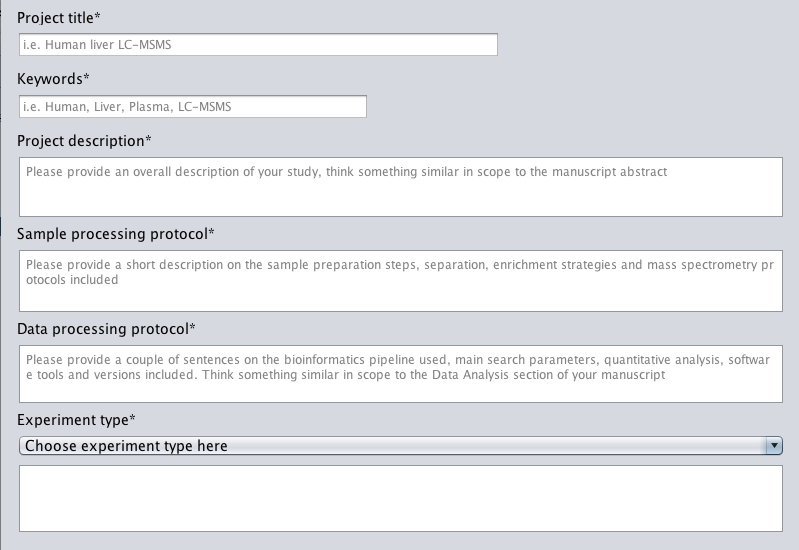 Project title*
i.e. Human liver LC-MSMS
Keywords*
i.e. Human, Liver, Plasma, LC-MSMS
Project description*
Please provide an overall description of your study, think something similar in scope to the manuscript abstract
Sample processing protocol*
Please provide a short description on the sample preparation steps, separation, enrichment strategies and mass spectrometry pr
otocols included
Data processing protocol*
Please provide a couple of sentences on the bioinformatics pipeline used, main search parameters, quantitative analysis, softwar
e tools and versions included. Think something similar in scope to the Data Analysis section of your manuscript
Experiment type*
Choose experiment type here